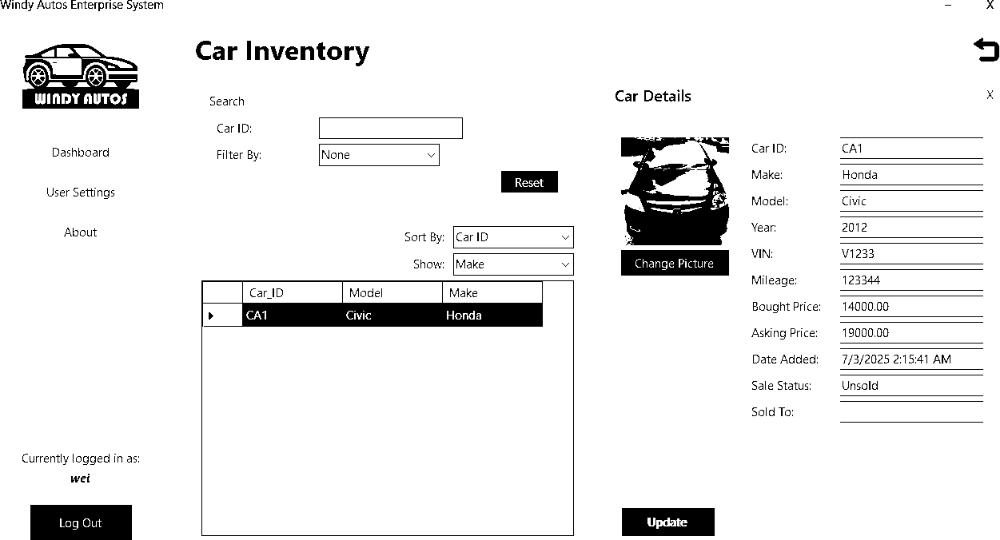 Windy Autos Enterprise System
– X
WINDY AUTOS
Dashboard
User Settings
About
Currently logged in as:
wei
Log Out
Car Inventory
Search
Car ID:
Filter By: None
Reset
Sort By: Car ID
Show: Make
Car_ID Model Make
CA1 Civic Honda
Car Details X
Change Picture
Car ID: CA1
Make: Honda
Model: Civic
Year: 2012
VIN: V1233
Mileage: 123344
Bought Price: 14000.00
Asking Price: 19000.00
Date Added: 7/3/2025 2:15:41 AM
Sale Status: Unsold
Sold To:
Update